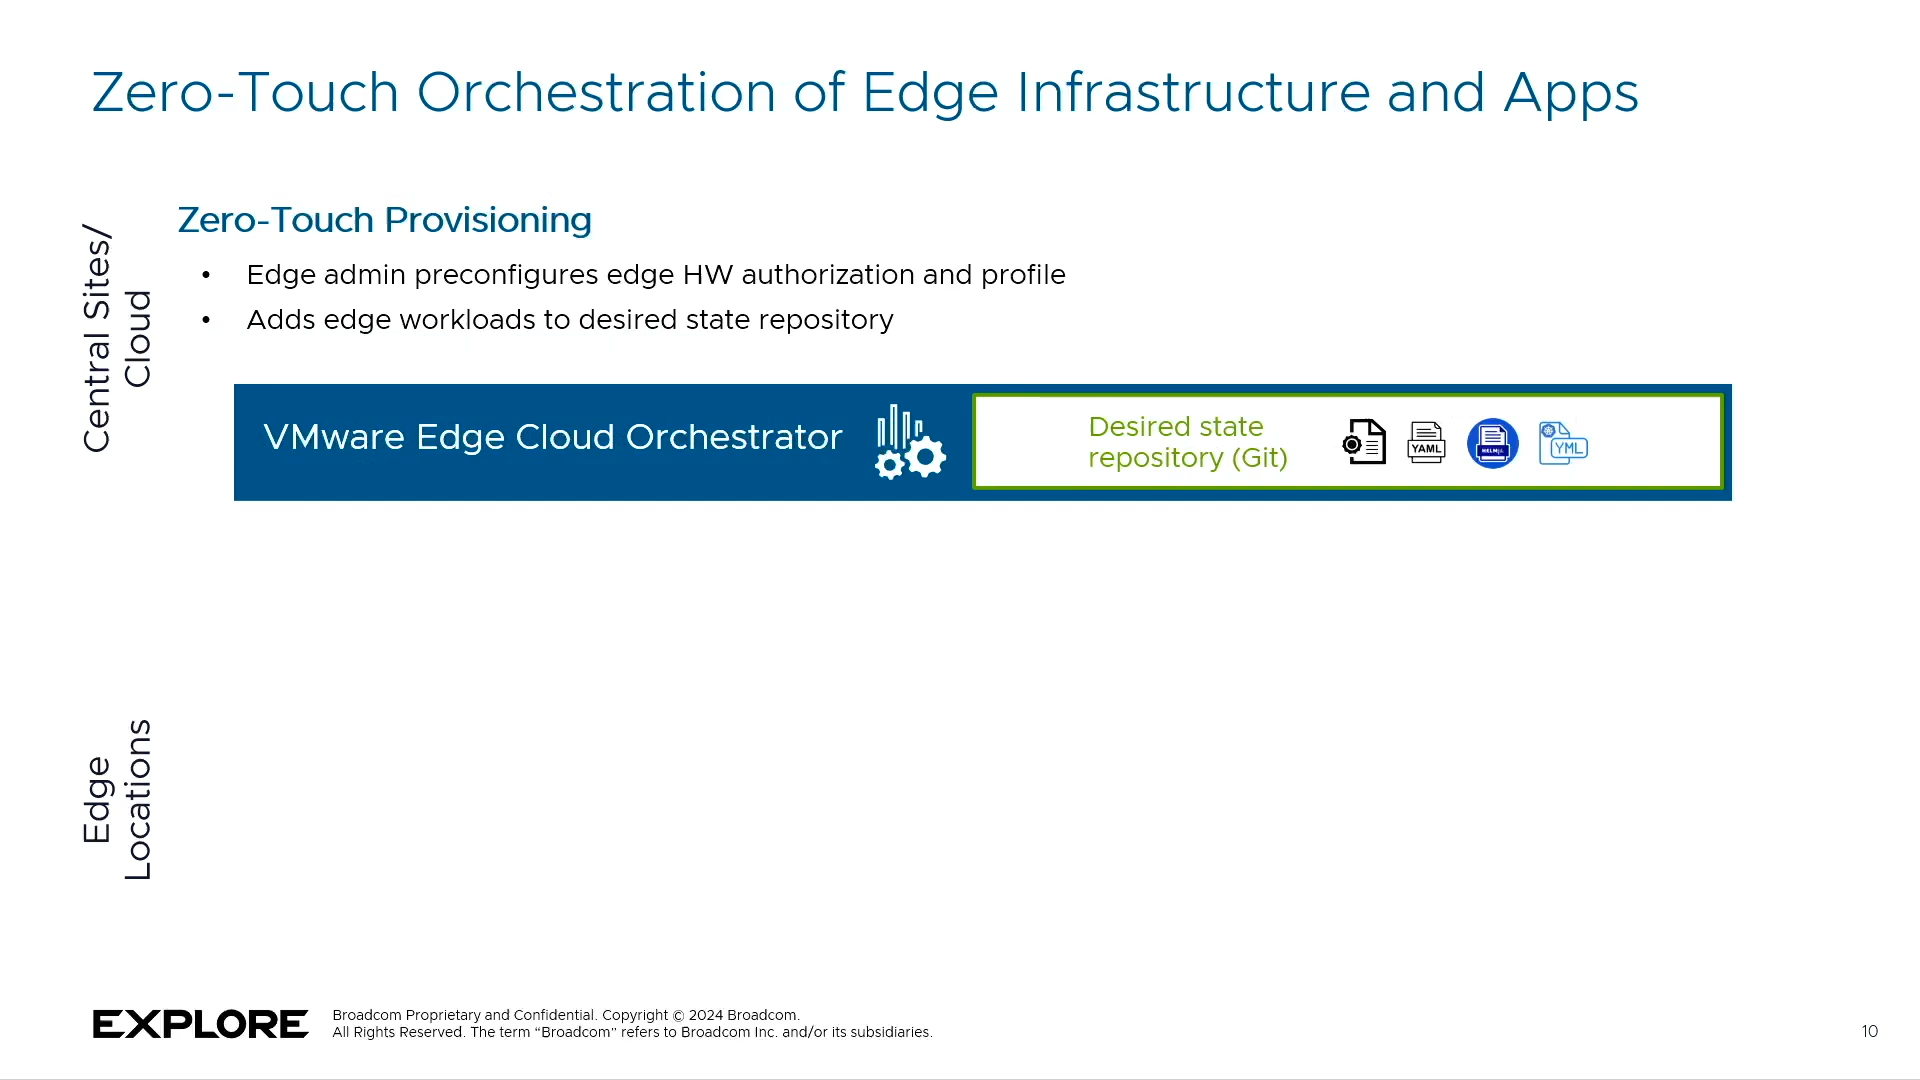 Zero-Touch Orchestration of Edge Infrastructure and Apps
Central Sites/
Cloud
Zero-Touch Provisioning
• Edge admin preconfigures edge HW authorization and profile
• Adds edge workloads to desired state repository
VMware Edge Cloud Orchestrator
Desired state
repository (Git)
YAML
HELM
YML
Edge
Locations
EXPLORE
Broadcom Proprietary and Confidential. Copyright © 2024 Broadcom.
All Rights Reserved. The term “Broadcom” refers to Broadcom Inc. and/or its subsidiaries.
10